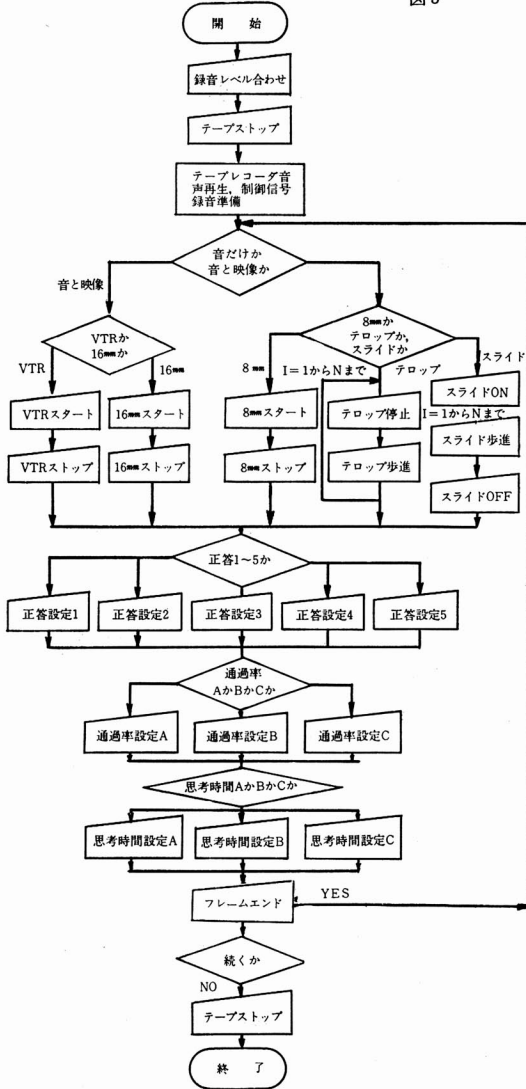 図5
開 始
録音レベル合わせ
テープストップ
テープレコーダ音
声再生, 制御信号
録音準備
音だけか
音と映像か
音と映像
VTRか
16mmか
8mmか
テロップか,
スライドか
VTR
16mm
8mm
I=1からNまで
テロップ
スライド
スライドON
I=1からNまで
VTRスタート
16mmスタート
8mmスタート
テロップ停止
スライド歩進
VTRストップ
16mmストップ
8mmストップ
テロップ歩進
スライドOFF
正答1~5か
正答設定1
正答設定2
正答設定3
正答設定4
正答設定5
通過率
AかBかCか
通過率設定A
通過率設定B
通過率設定C
思考時間AかBかCか
思考時間設定A
思考時間設定B
思考時間設定C
フレームエンド
YES
続くか
NO
テープストップ
終 了